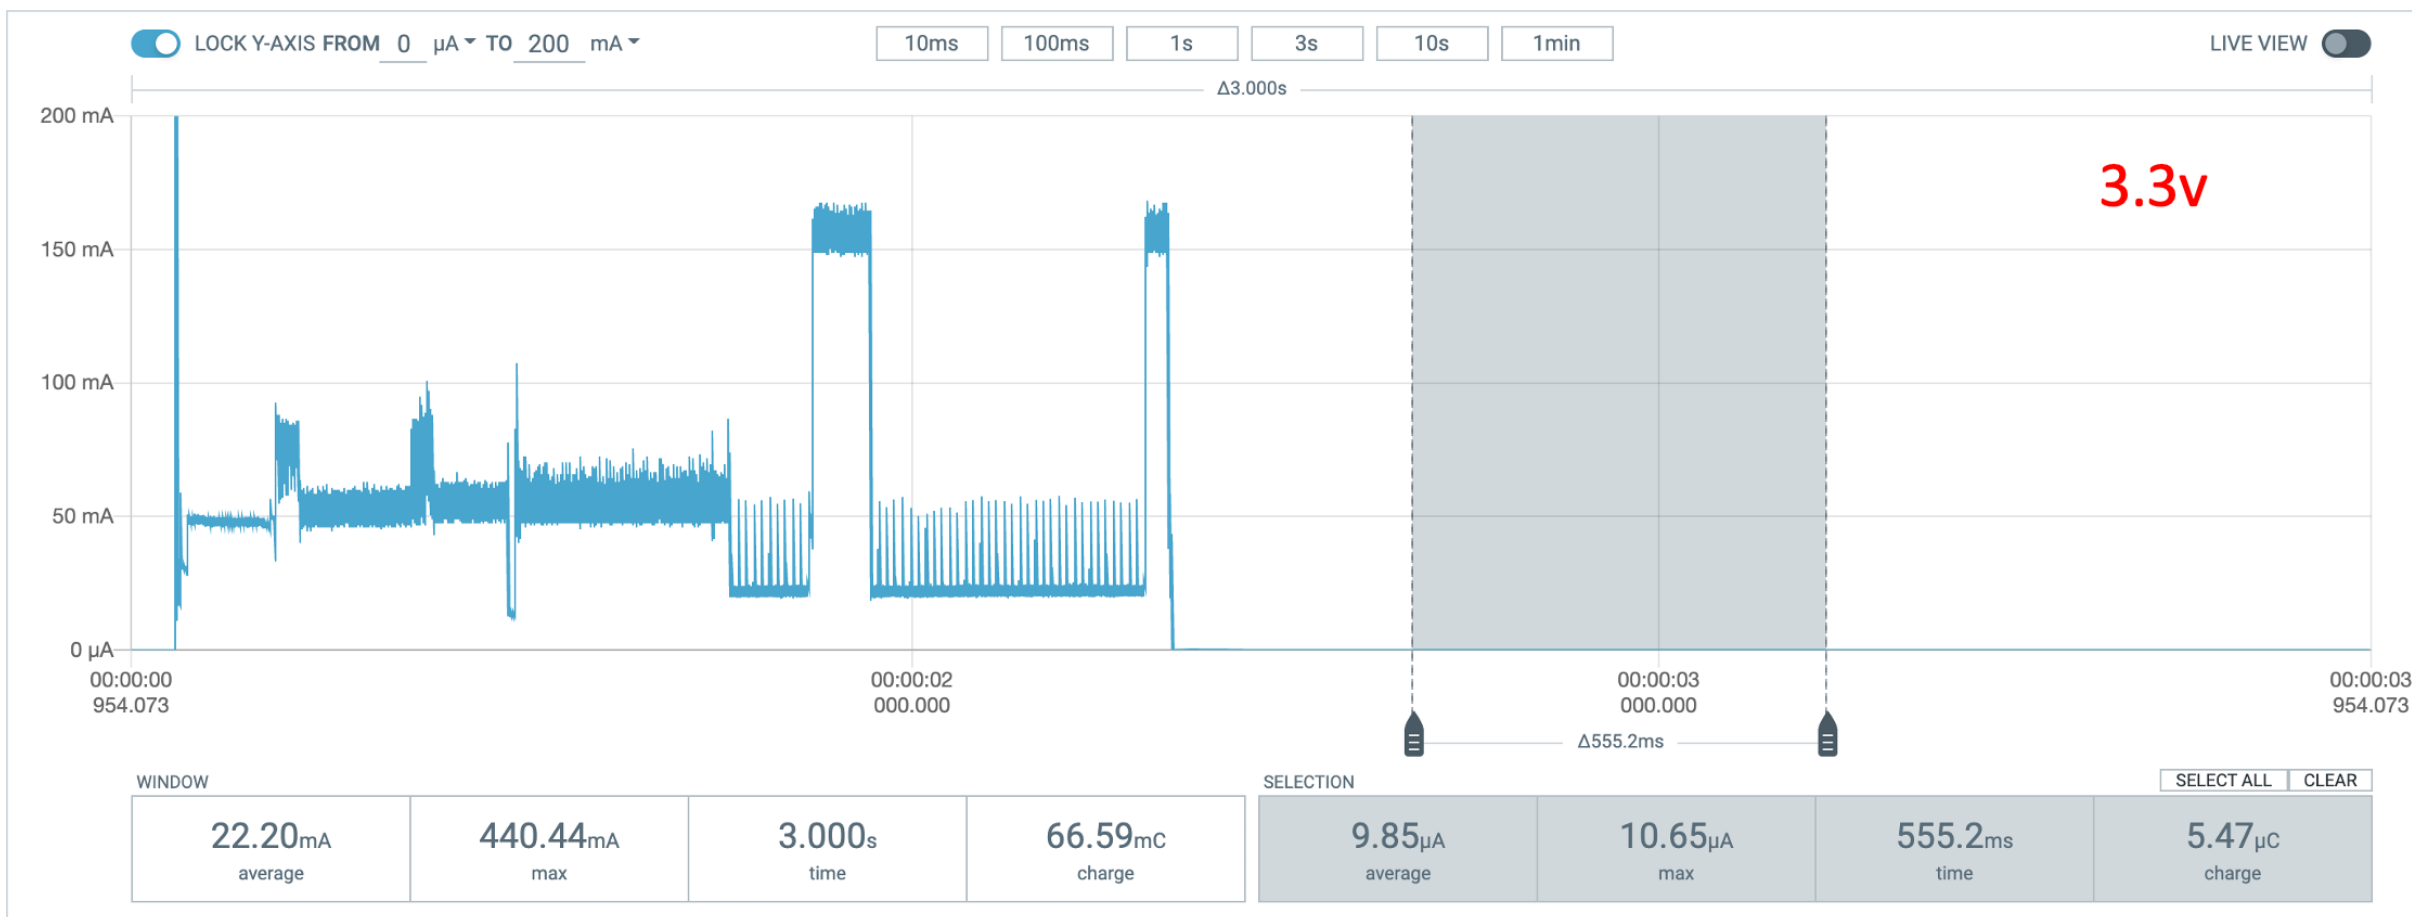 LOCK Y-AXIS FROM 0 µA TO 200 mA 10ms 100ms 1s 3s 10s 1min LIVE VIEW
Δ3.000s
200 mA
3.3v
150 mA
100 mA
50 mA
0 µA
00:00:00 00:00:02 00:00:03 00:00:03
954.073 000.000 000.000 954.073
Δ555.2ms
WINDOW SELECTION SELECT ALL CLEAR
22.20mA 440.44mA 3.000s 66.59mC 9.85µA 10.65µA 555.2ms 5.47µC
average max time charge average max time charge